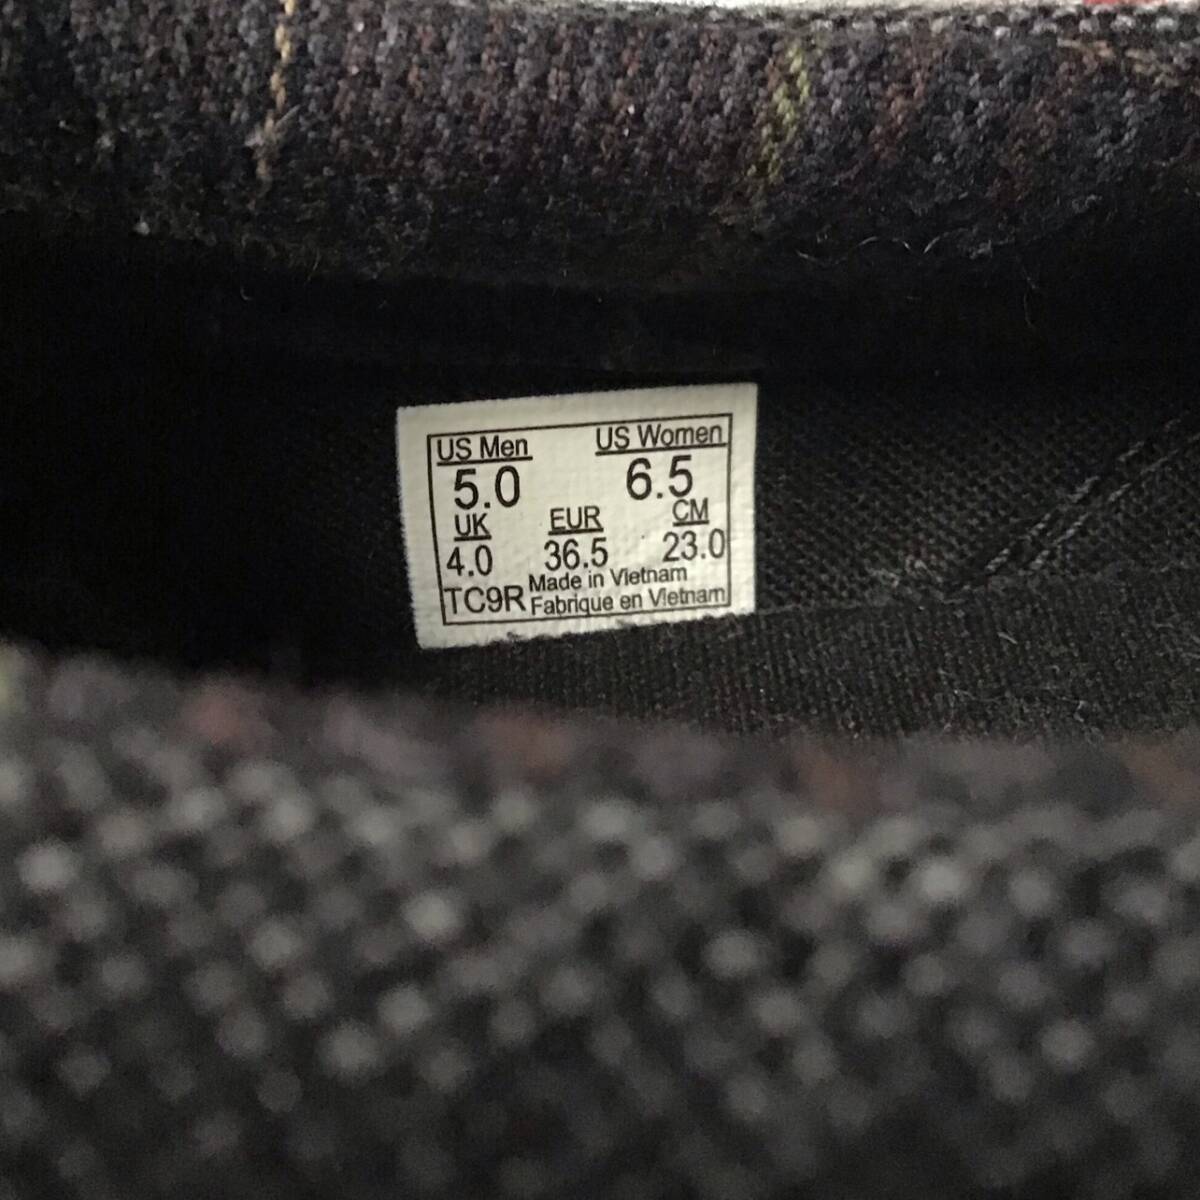 US Men US Women
5.0 6.5
UK EUR CM
4.0 36.5 23.0
TC9R Made in Vietnam
Fabrique en Vietnam